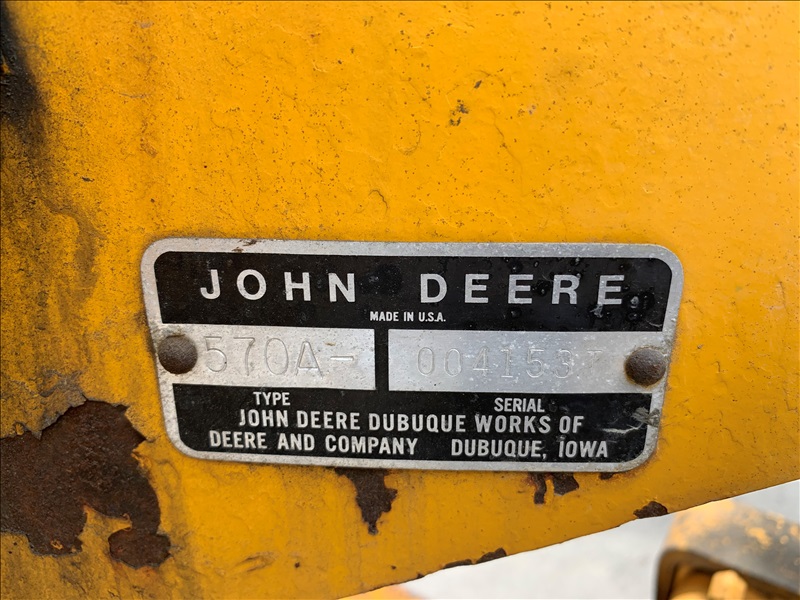 JOHN DEERE
MADE IN U.S.A.
570A- 004153
TYPE SERIAL
JOHN DEERE DUBUQUE WORKS OF
DEERE AND COMPANY DUBUQUE, IOWA